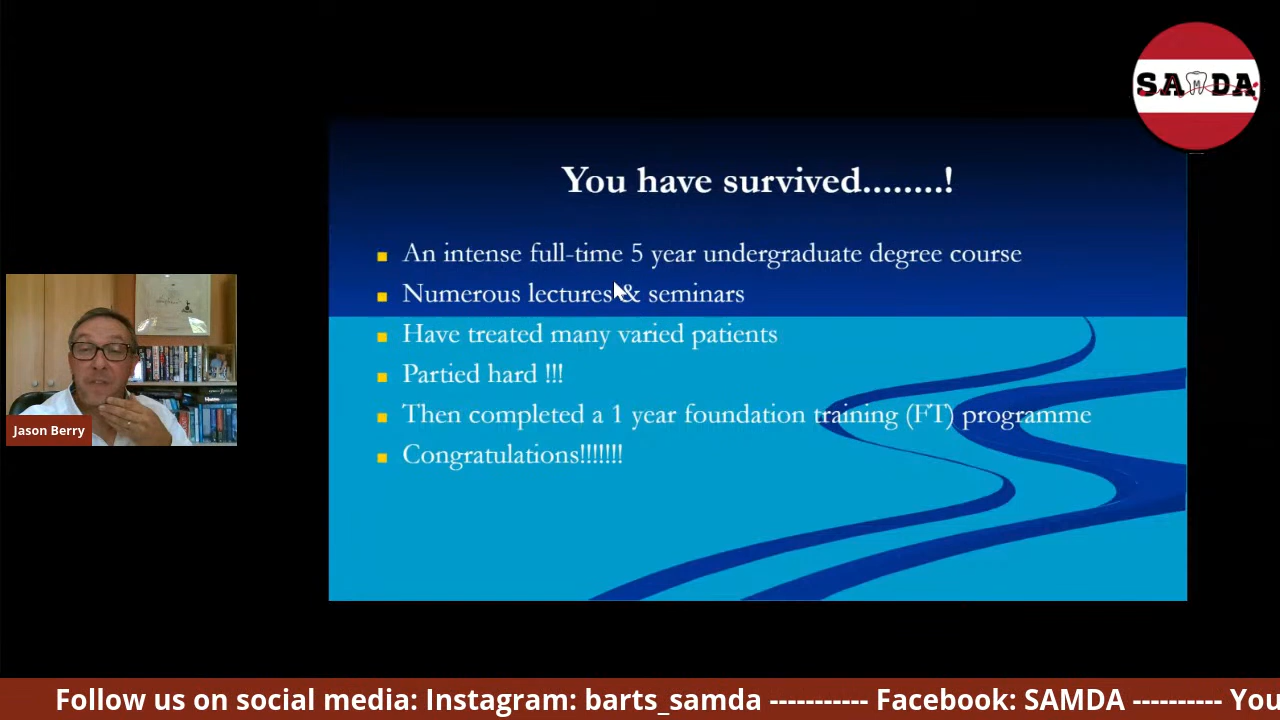 SAMDA
You have survived........!
An intense full-time 5 year undergraduate degree course
Numerous lectures & seminars
Have treated many varied patients
Partied hard !!!
Then completed a 1 year foundation training (FT) programme
Congratulations!!!!!!!
Jason Berry
Follow us on social media: Instagram: barts_samda ----------- Facebook: SAMDA ---------- You